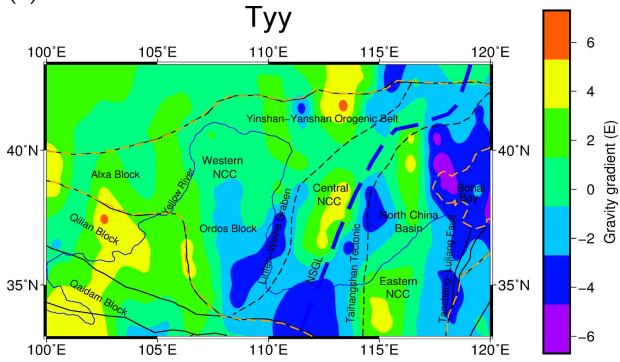 Tyy
100°E 105°E 110°E 115°E 120°E
Yinshan–Yanshan Orogenic Belt
40°N 40°N
Western
NCC
Alxa Block
Yellow River
Central
NCC
Bohai
Bay
Qilian Block
Ordos Block
Linfen–Weihe Graben
North China
Basin
NSGL
Taihangshan Tectonic
Tancheng–Lujiang Fault
35°N 35°N
Qaidam Block
Eastern
NCC
100°E 105°E 110°E 115°E 120°E
6
4
2
0
−2
−4
−6
Gravity gradient (E)